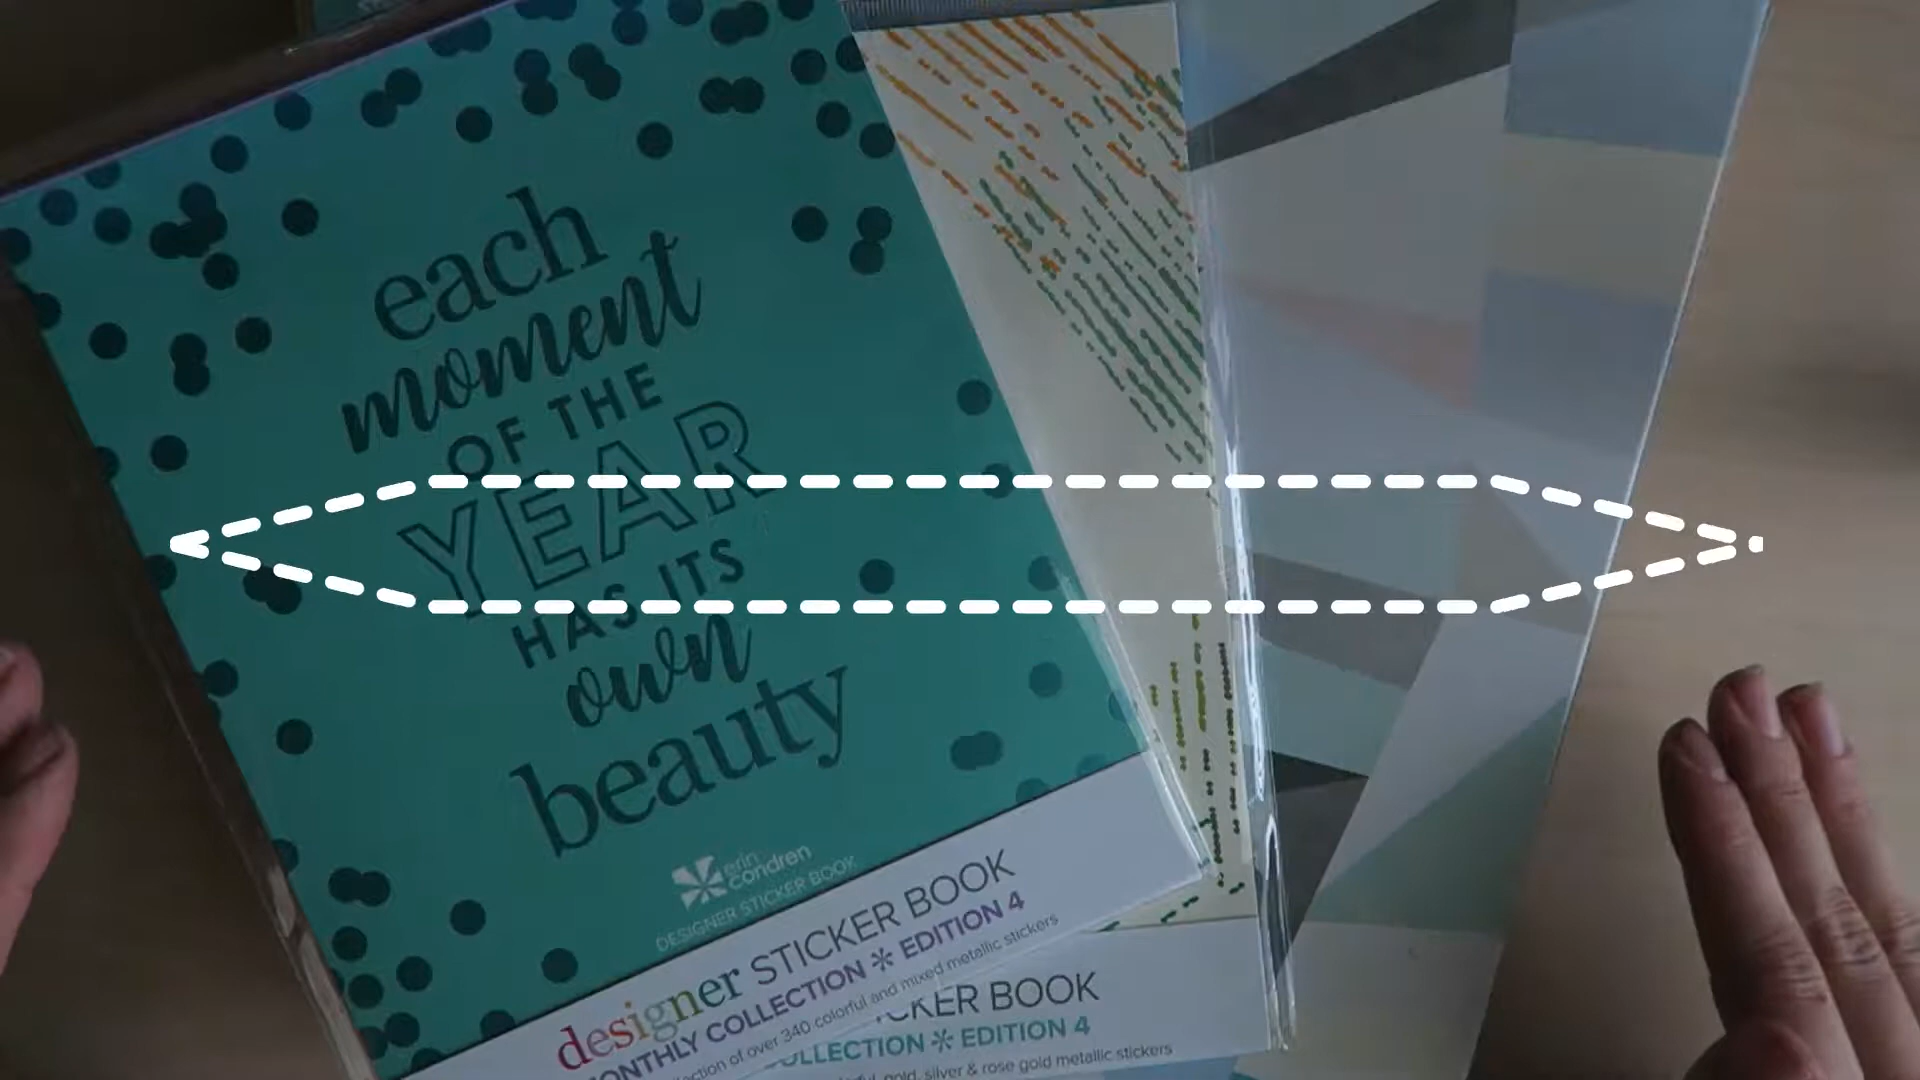 each
moment
OF THE
YEAR
HAS ITS
own
beauty
erin
condren
DESIGNER STICKER BOOK
designer STICKER BOOK
MONTHLY COLLECTION * EDITION 4
of over 340 colorful and mixed metallic stickers
BOOK
COLLECTION * EDITION 4
gold, silver & rose gold metallic stickers